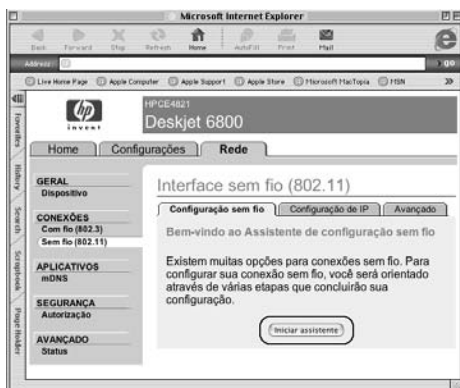 Microsoft Internet Explorer
Back Forward Stop Refresh Home AutoFill Print Mail
Address: go
Live Home Page Apple Computer Apple Support Apple Store Microsoft MacTopia MSN
Favorites
History
Search
Scrapbook
Page Holder
hp
invent
HPCE4821
Deskjet 6800
Home Configurações Rede
GERAL
Dispositivo
CONEXÕES
Com fio (802.3)
Sem fio (802.11)
APLICATIVOS
mDNS
SEGURANÇA
Autorização
AVANÇADO
Status
Interface sem fio (802.11)
Configuração sem fio Configuração de IP Avançado
Bem-vindo ao Assistente de configuração sem fio
Existem muitas opções para conexões sem fio. Para
configurar sua conexão sem fio, você será orientado
através de várias etapas que concluirão sua
configuração.
Iniciar assistente